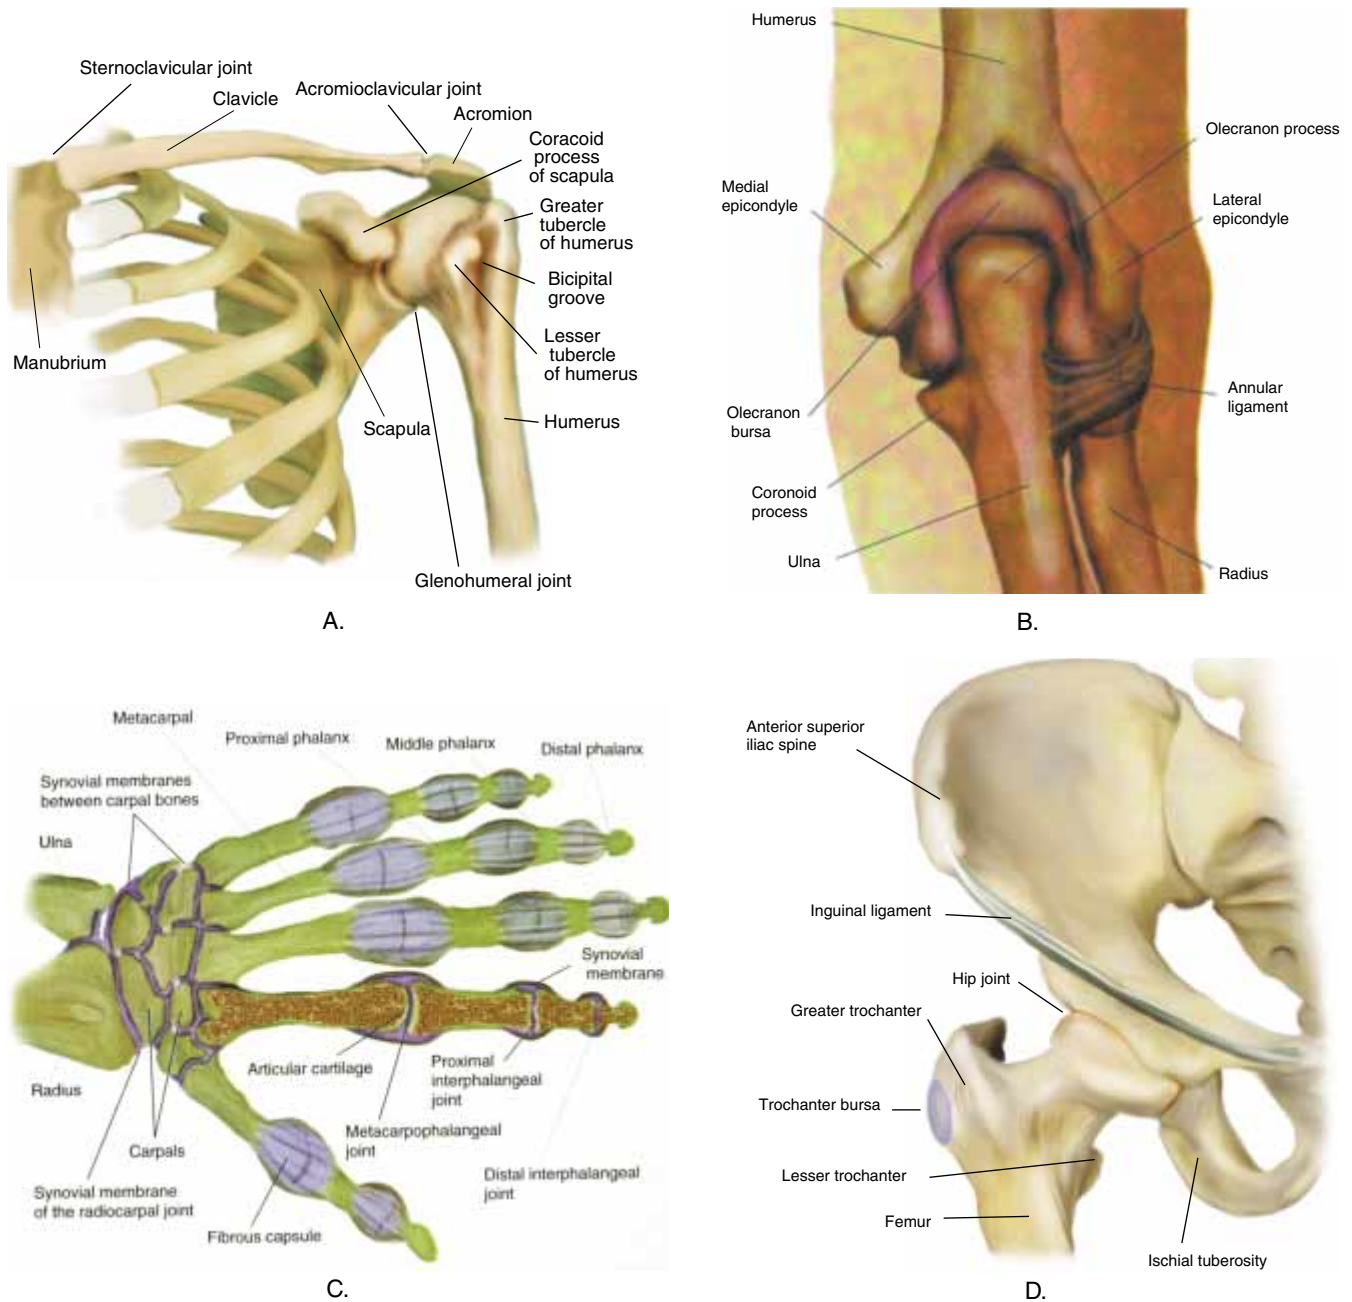 Sternoclavicular joint
Clavicle
Acromioclavicular joint
Acromion
Coracoid
process
of scapula
Greater
tubercle
of humerus
Bicipital
groove
Lesser
tubercle
of humerus
Manubrium
Scapula
Humerus
Glenohumeral joint
A.
Humerus
Olecranon process
Medial
epicondyle
Lateral
epicondyle
Olecranon
bursa
Annular
ligament
Coronoid
process
Ulna
Radius
B.
Metacarpal
Proximal phalanx
Middle phalanx
Distal phalanx
Synovial membranes
between carpal bones
Ulna
Synovial
membrane
Articular cartilage
Proximal
interphalangeal
joint
Radius
Metacarpophalangeal
joint
Carpals
Distal interphalangeal
joint
Synovial membrane
of the radiocarpal joint
Fibrous capsule
C.
Anterior superior
iliac spine
Inguinal ligament
Hip joint
Greater trochanter
Trochanter bursa
Lesser trochanter
Femur
Ischial tuberosity
D.